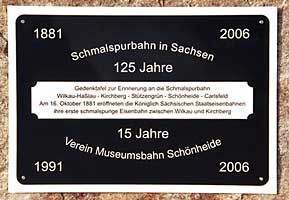 1881 2006
Schmalspurbahn in Sachsen
125 Jahre
Gedenktafel zur Erinnerung an die Schmalspurbahn
Wilkau-Haßlau - Kirchberg - Stützengrün - Schönheide - Carlsfeld
Am 16. Oktober 1881 eröffneten die Königlich Sächsischen Staatseisenbahnen
ihre erste schmalspurige Eisenbahn zwischen Wilkau und Kirchberg
15 Jahre
Verein Museumsbahn Schönheide
1991 2006